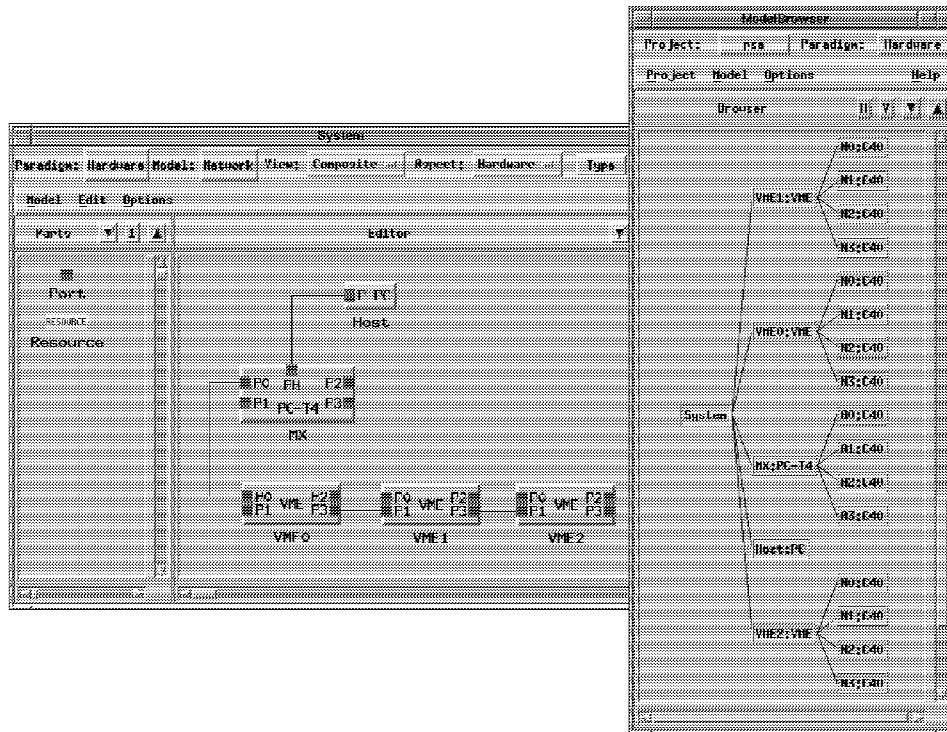 System
Paradigm: Hardware Model: Network View: Composite Aspect: Hardware Type
Model Edit Options
Parts 1 Editor
Port
RESOURCE
Resource
P PC
Host
P0 PH P2
P1 PC-T4 P3
MX
P0 VME P2
P1 P3
VME0
P0 VME P2
P1 P3
VME1
P0 VME P2
P1 P3
VME2
ModelBrowser
Project: rsa Paradigm: Hardware
Project Model Options Help
Browser H V
System
VME1:VME
N0:C40
N1:C40
N2:C40
N3:C40
VME0:VME
N0:C40
N1:C40
N2:C40
N3:C40
MX:PC-T4
A0:C40
A1:C40
A3:C40
Host:PC
VME2:VME
N0:C40
N1:C40
N2:C40
N3:C40